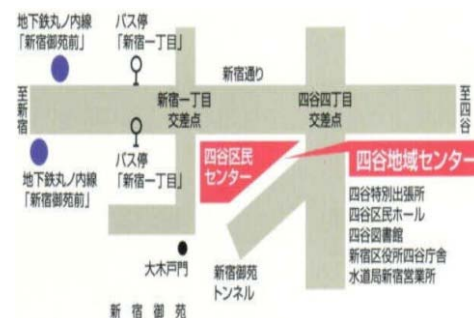 地下鉄丸ノ内線
「新宿御苑前」
バス停
「新宿一丁目」
新宿通り
至新宿
新宿一丁目
交差点
四谷四丁目
交差点
至四谷
地下鉄丸ノ内線
「新宿御苑前」
バス停
「新宿一丁目」
四谷区民
センター
四谷地域センター
四谷特別出張所
四谷区民ホール
四谷図書館
新宿区役所四谷庁舎
水道局新宿営業所
大木戸門
新宿御苑
トンネル
新宿御苑